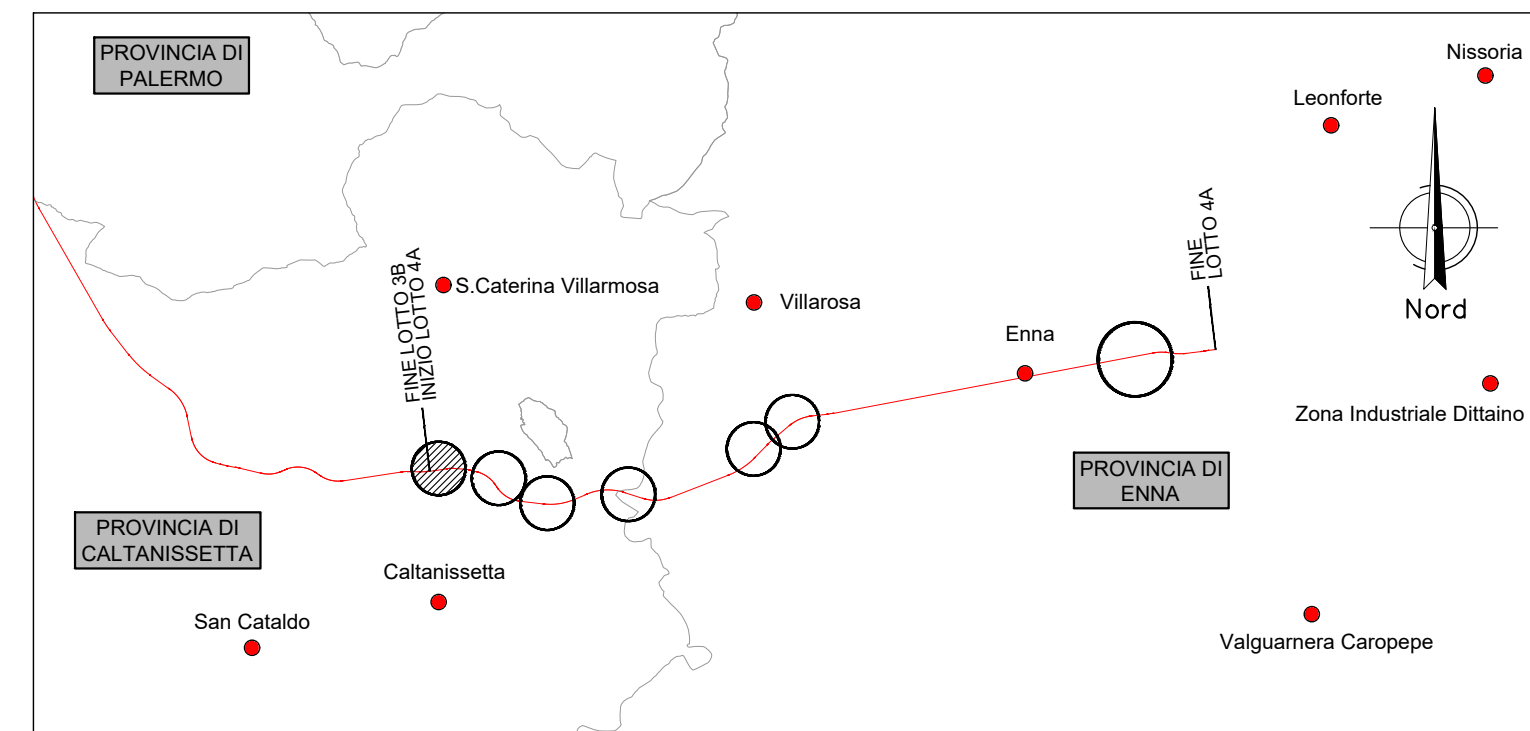 PROVINCIA DI
PALERMO
Nissoria
Leonforte
FINE
LOTTO 4A
FINE LOTTO 3B
INIZIO LOTTO 4A
S.Caterina Villarmosa
Villarosa
Nord
Enna
Zona Industriale Dittaino
PROVINCIA DI
ENNA
PROVINCIA DI
CALTANISSETTA
Caltanissetta
San Cataldo
Valguarnera Caropepe